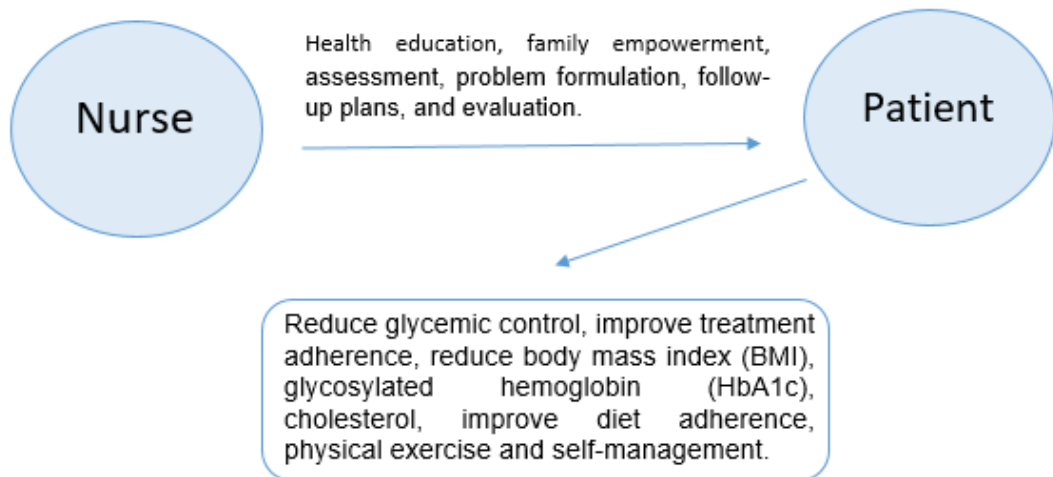 Nurse
Health education, family empowerment,
assessment, problem formulation, follow-
up plans, and evaluation.
Patient
Reduce glycemic control, improve treatment
adherence, reduce body mass index (BMI),
glycosylated hemoglobin (HbA1c),
cholesterol, improve diet adherence,
physical exercise and self-management.